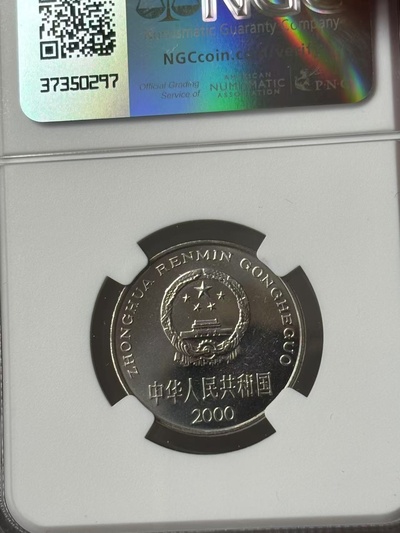 NGC
Numismatic Guaranty Company
NGCcoin.c
37350297
Official Grading
Service of
AMERICAN
NUMISMATIC
ASSOCIATION
PNG
ZHONGHUA RENMIN GONGHEGUO
中华人民共和国
2000